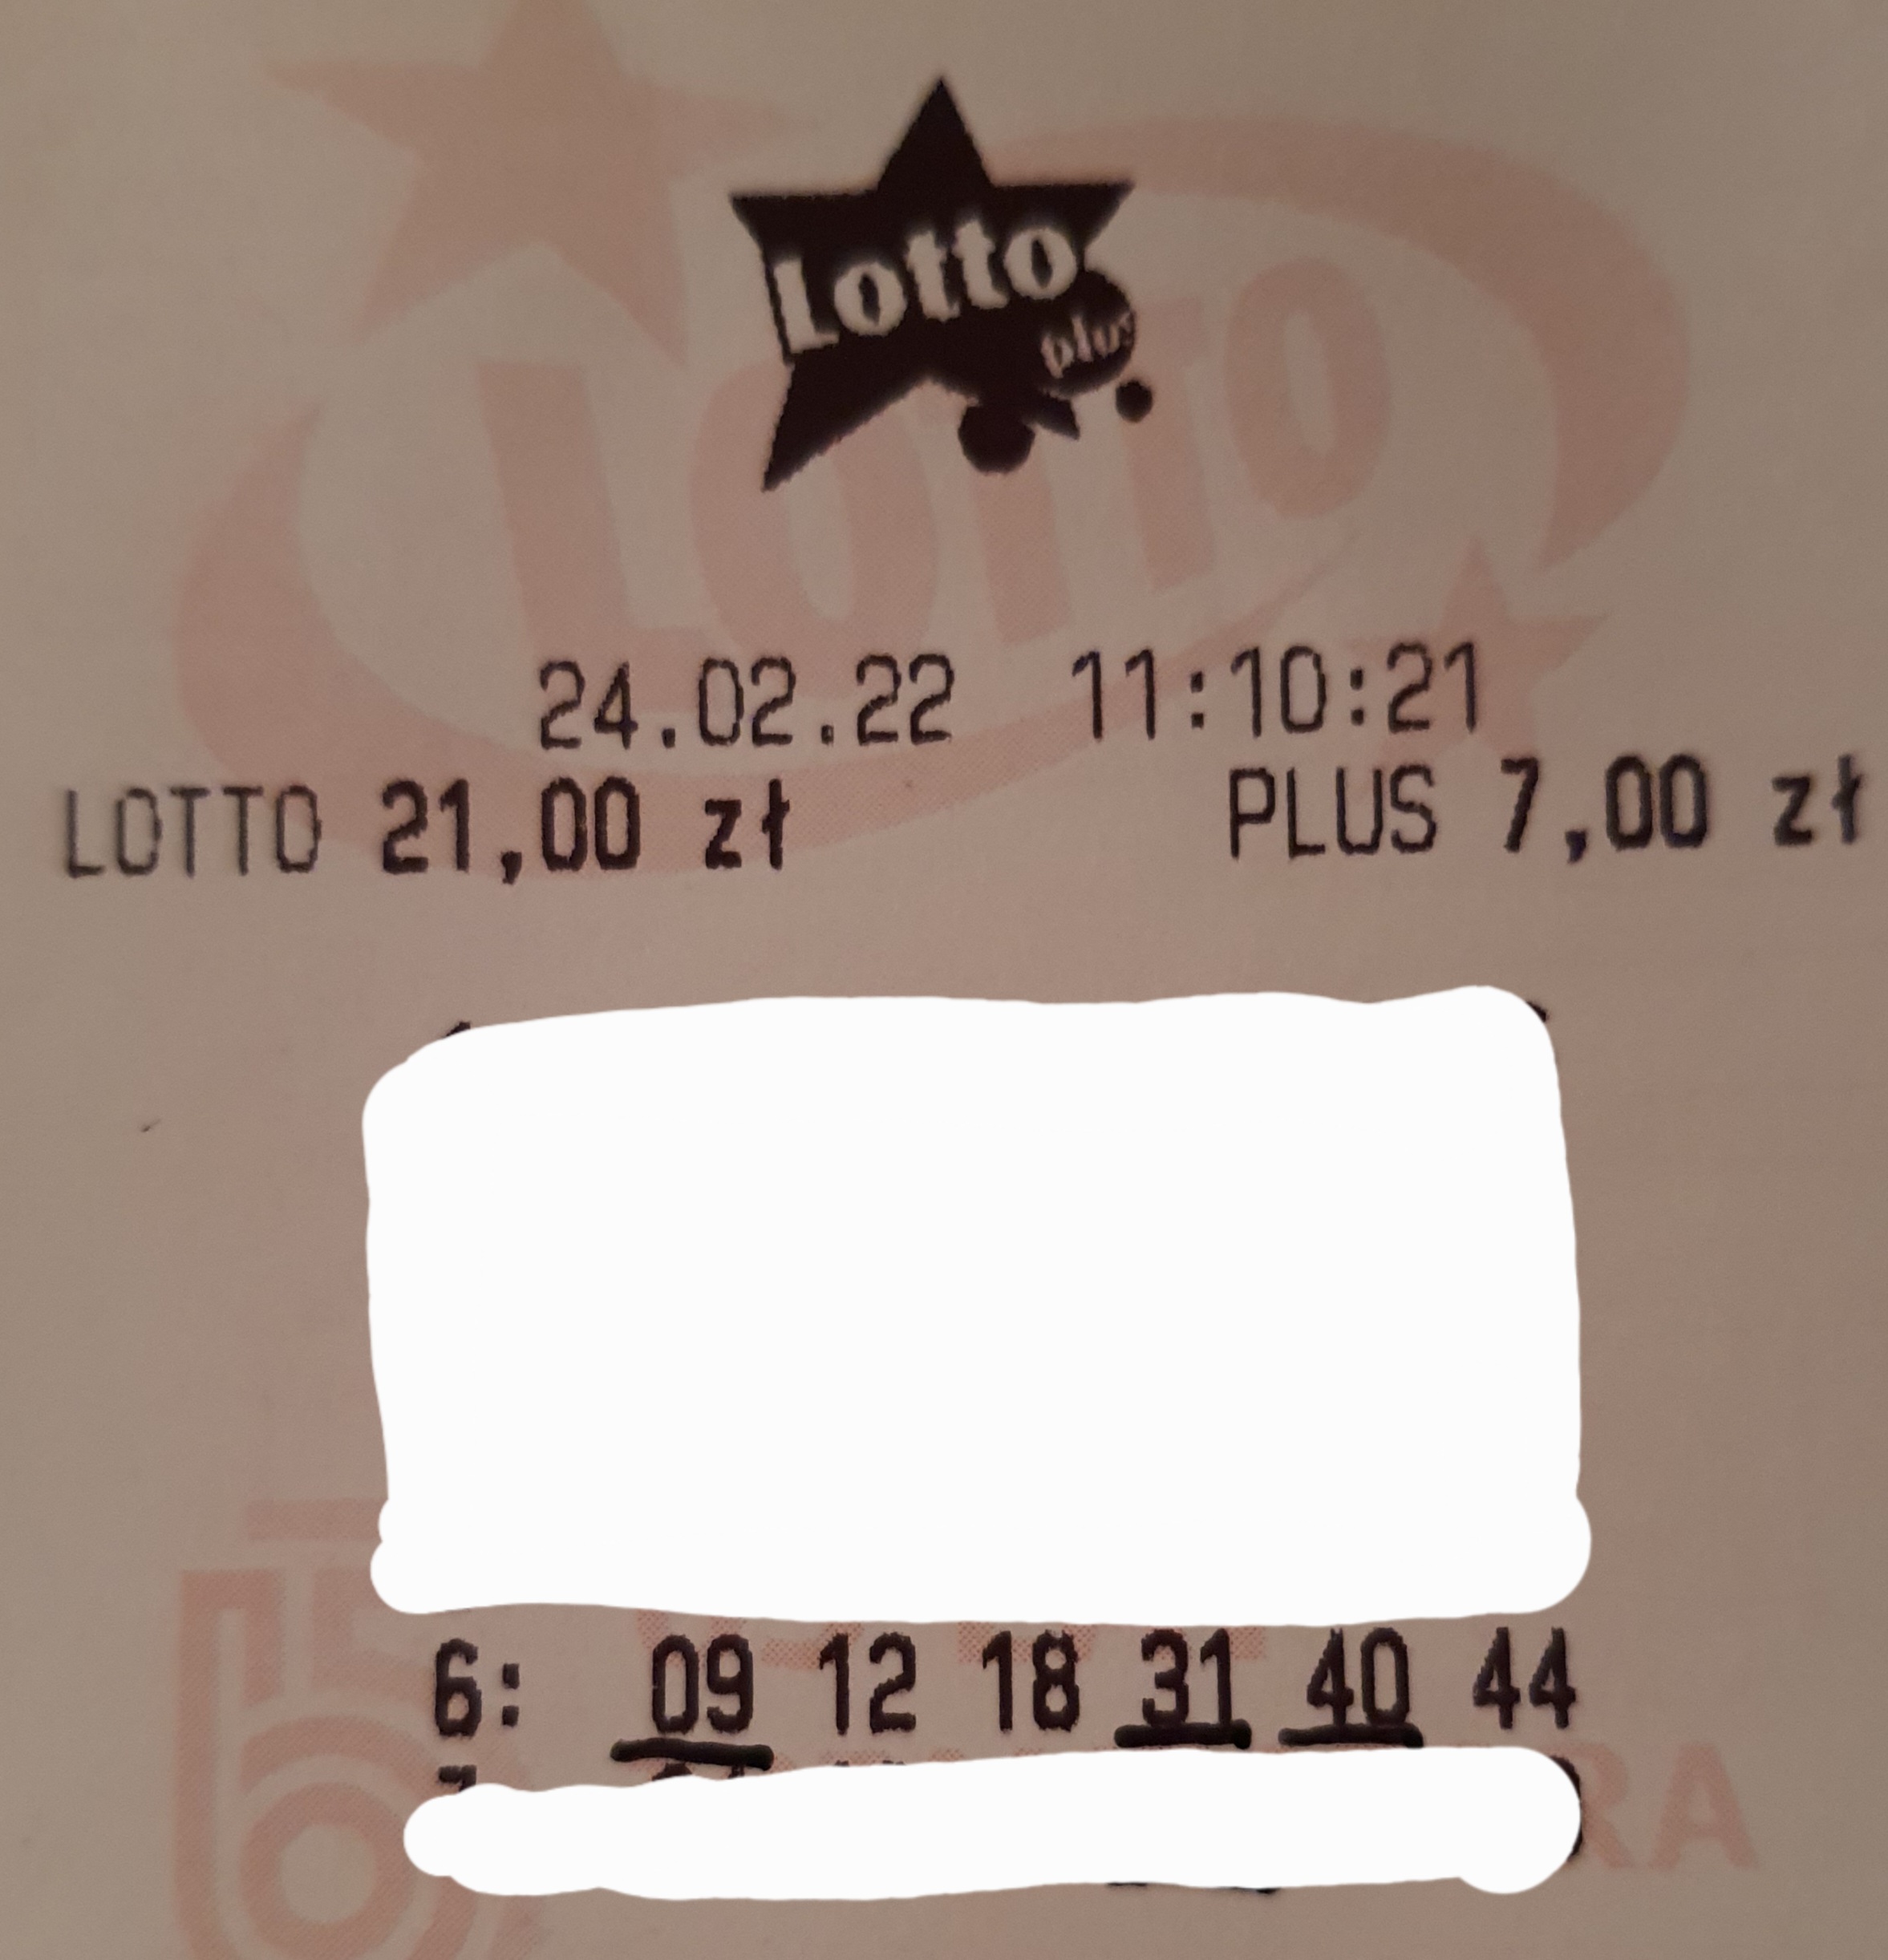 Lotto
plus
LOTTO
24.02.22 11:10:21
LOTTO 21,00 zł PLUS 7,00 zł
6: 09 12 18 31 40 44